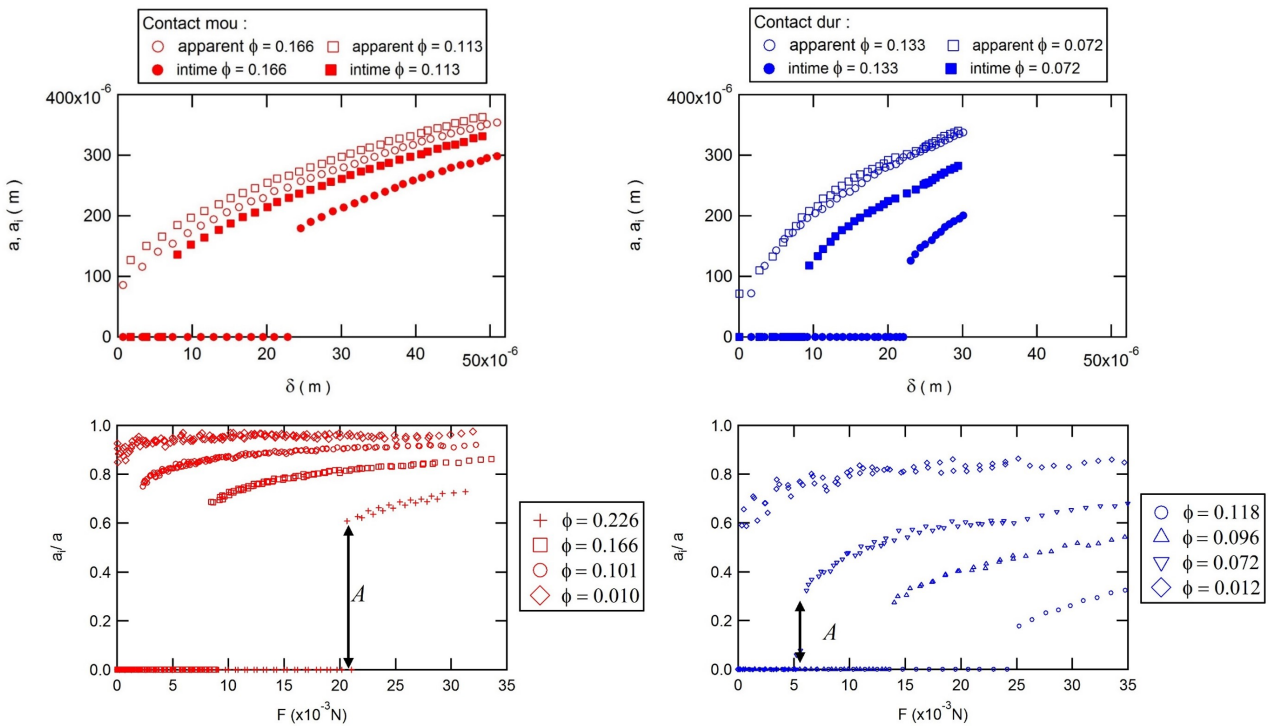 Contact mou :
apparent ϕ = 0.166 apparent ϕ = 0.113
intime ϕ = 0.166 intime ϕ = 0.113
400x10⁻⁶
300
200
100
0
a, aᵢ ( m )
0 10 20 30 40 50x10⁻⁶
δ ( m )
Contact dur :
apparent ϕ = 0.133 apparent ϕ = 0.072
intime ϕ = 0.133 intime ϕ = 0.072
400x10⁻⁶
300
200
100
0
a, aᵢ ( m )
0 10 20 30 40 50x10⁻⁶
δ ( m )
1.0
0.8
0.6
0.4
0.2
0.0
aᵢ/ a
A
0 5 10 15 20 25 30 35
F (x10⁻³N)
ϕ = 0.226
ϕ = 0.166
ϕ = 0.101
ϕ = 0.010
1.0
0.8
0.6
0.4
0.2
0.0
aᵢ/ a
A
0 5 10 15 20 25 30 35
F (x10⁻³N)
ϕ = 0.118
ϕ = 0.096
ϕ = 0.072
ϕ = 0.012